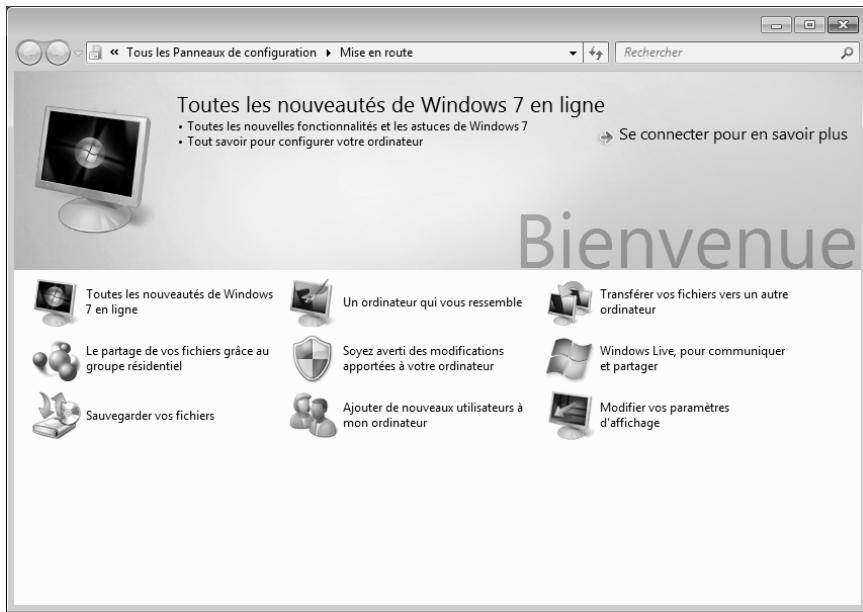 « Tous les Panneaux de configuration ▸ Mise en route
Rechercher
Toutes les nouveautés de Windows 7 en ligne
• Toutes les nouvelles fonctionnalités et les astuces de Windows 7
• Tout savoir pour configurer votre ordinateur
Se connecter pour en savoir plus
Bienvenue
Toutes les nouveautés de Windows
7 en ligne
Un ordinateur qui vous ressemble
Transférer vos fichiers vers un autre
ordinateur
Le partage de vos fichiers grâce au
groupe résidentiel
Soyez averti des modifications
apportées à votre ordinateur
Windows Live, pour communiquer
et partager
Sauvegarder vos fichiers
Ajouter de nouveaux utilisateurs à
mon ordinateur
Modifier vos paramètres
d'affichage